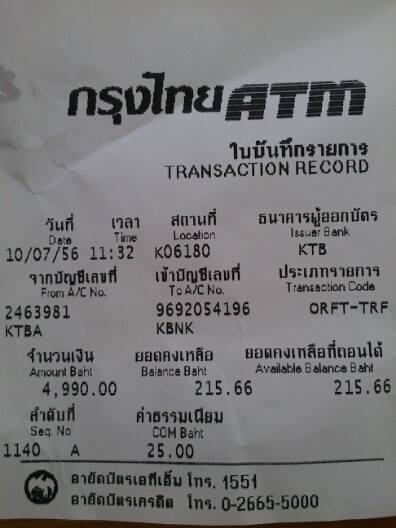 กรุงไทย ATM
ใบบันทึกรายการ
TRANSACTION RECORD
วันที่ เวลา สถานที่ ธนาคารผู้ออกบัตร
Date Time Location Issuer Bank
10/07/56 11:32 K06180 KTB
จากบัญชีเลขที่ เข้าบัญชีเลขที่ ประเภทรายการ
From A/C No. To A/C No. Transaction Code
2463981 9692054196 ORFT-TRF
KTBA KBNK
จำนวนเงิน ยอดคงเหลือ ยอดคงเหลือที่ถอนได้
Amount Baht Balance Baht Available Balance Baht
4,990.00 215.66 215.66
ลำดับที่ ค่าธรรมเนียม
Seq. No COM Baht
1140 A 25.00
อายัดบัตรเอทีเอ็ม โทร. 1551
อายัดบัตรเครดิต โทร. 0-2665-5000